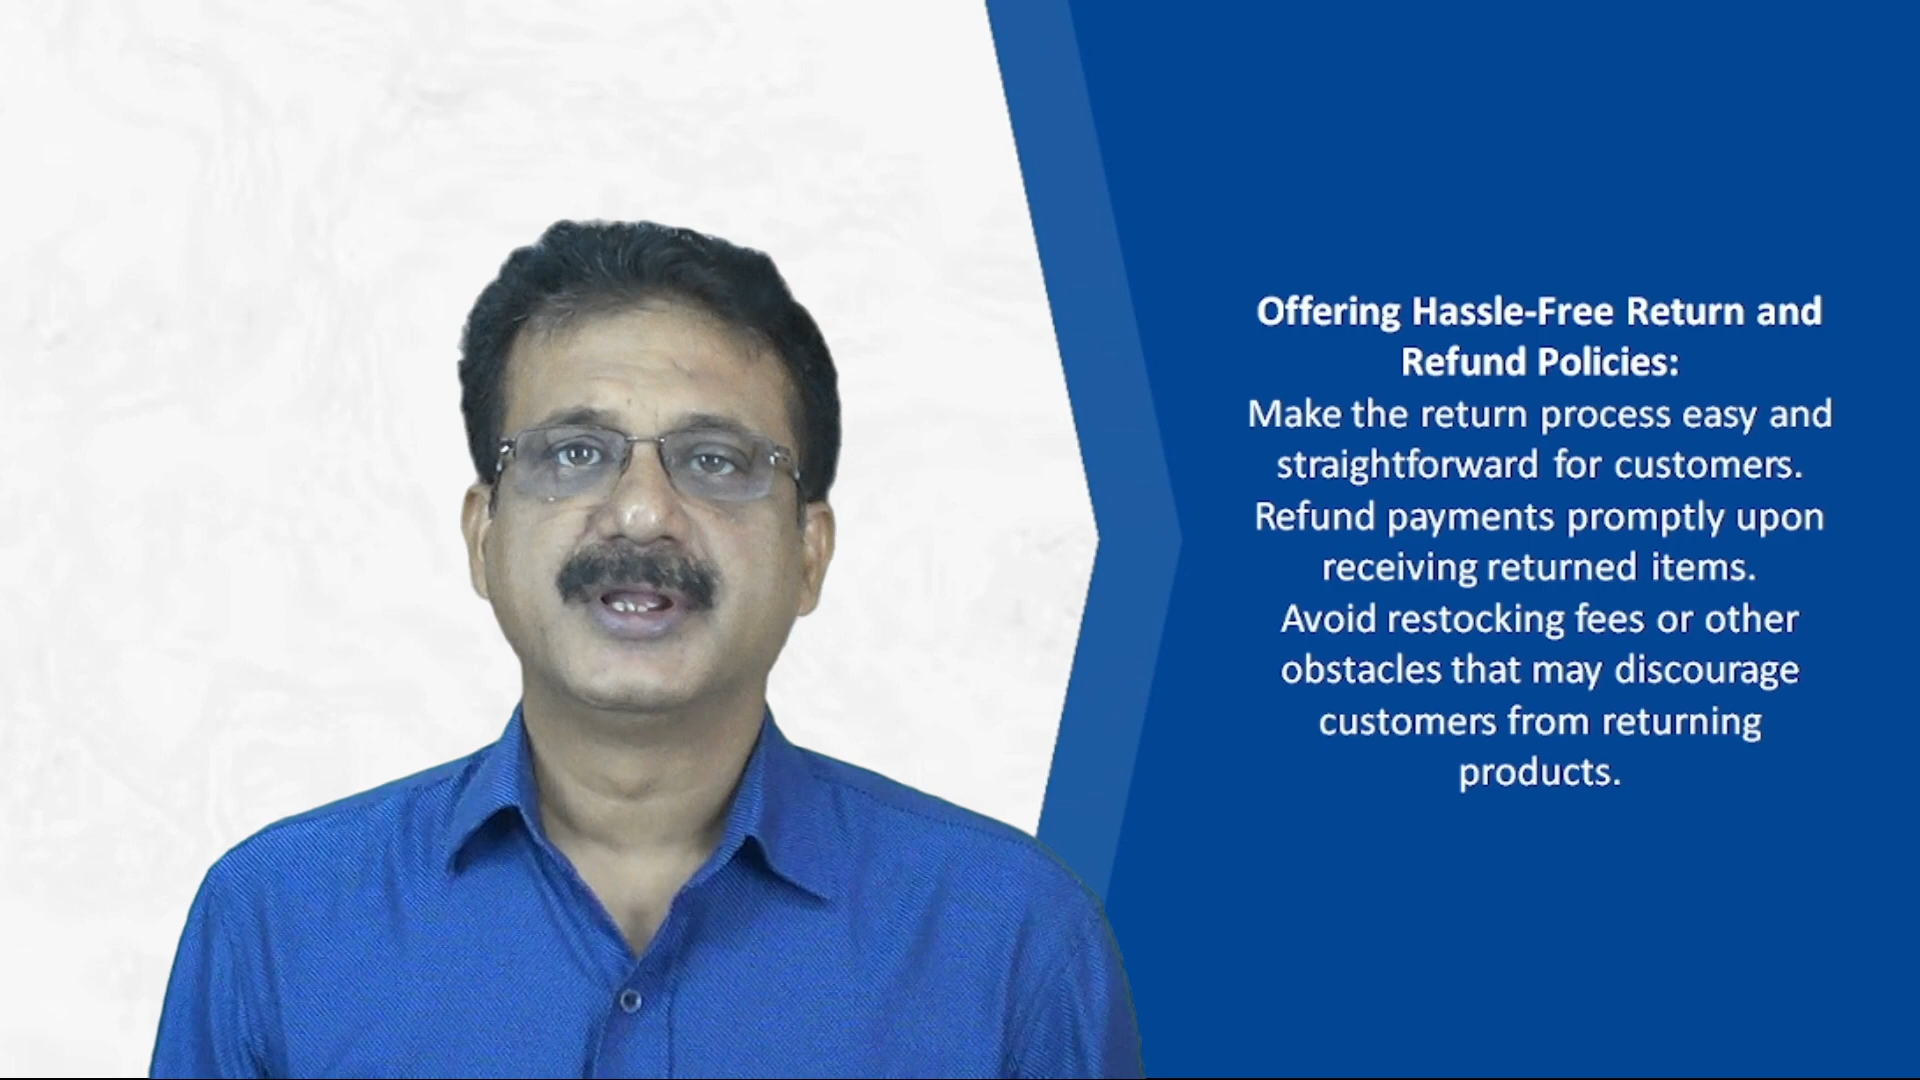 Offering Hassle-Free Return and
Refund Policies:
Make the return process easy and
straightforward for customers.
Refund payments promptly upon
receiving returned items.
Avoid restocking fees or other
obstacles that may discourage
customers from returning
products.